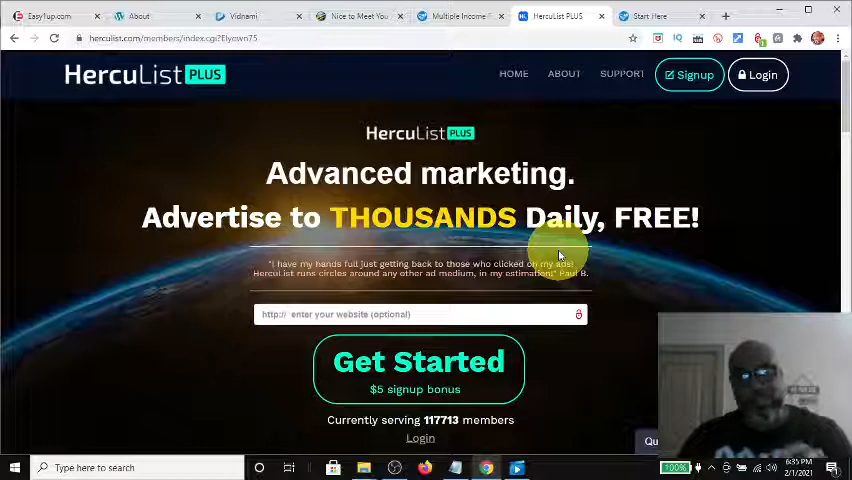 Easy1up.com
About
Vidnami
Nice to Meet You
Multiple Income F
HercuList PLUS
Start Here
herculist.com/members/index.cgi?Elyown75
HercuList PLUS
HOME
ABOUT
SUPPORT
Signup
Login
HercuList PLUS
Advanced marketing.
Advertise to THOUSANDS Daily, FREE!
"I have my hands full just getting back to those who clicked on my ads!
HercuList runs circles around any other ad medium, in my estimation!" Paul B.
http:// enter your website (optional)
Get Started
$5 signup bonus
Currently serving 117713 members
Login
Qu
Type here to search
100%
6:35 PM
2/1/2021